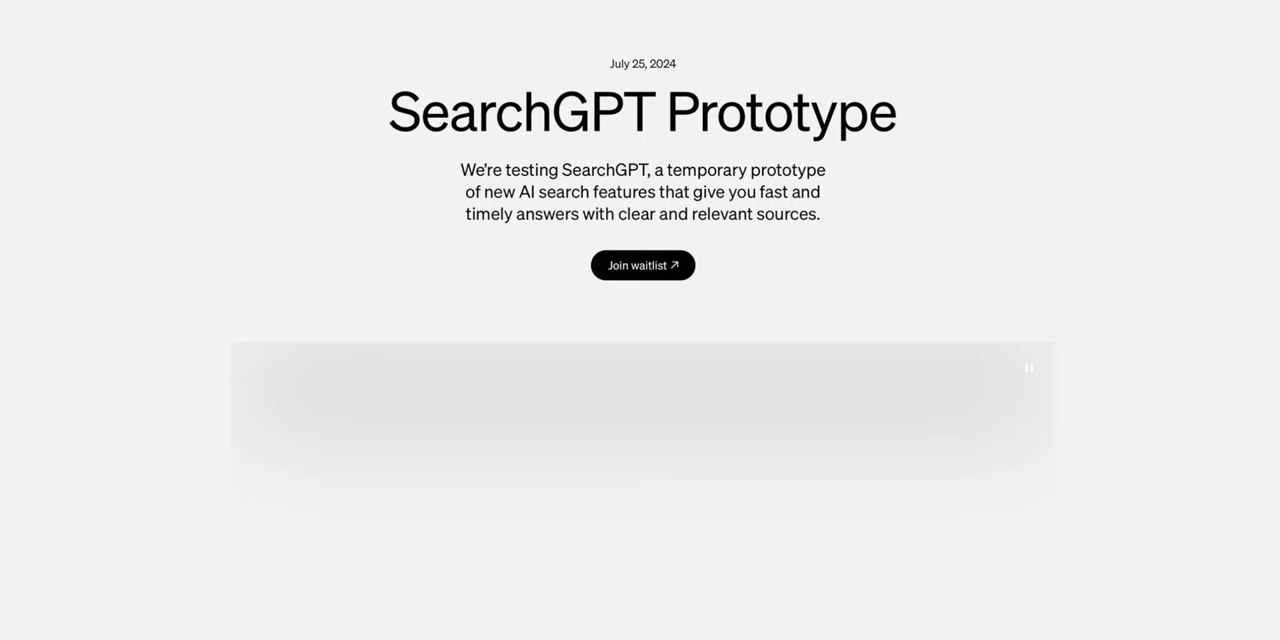 July 25, 2024
SearchGPT Prototype
We’re testing SearchGPT, a temporary prototype
of new AI search features that give you fast and
timely answers with clear and relevant sources.
Join waitlist ↗